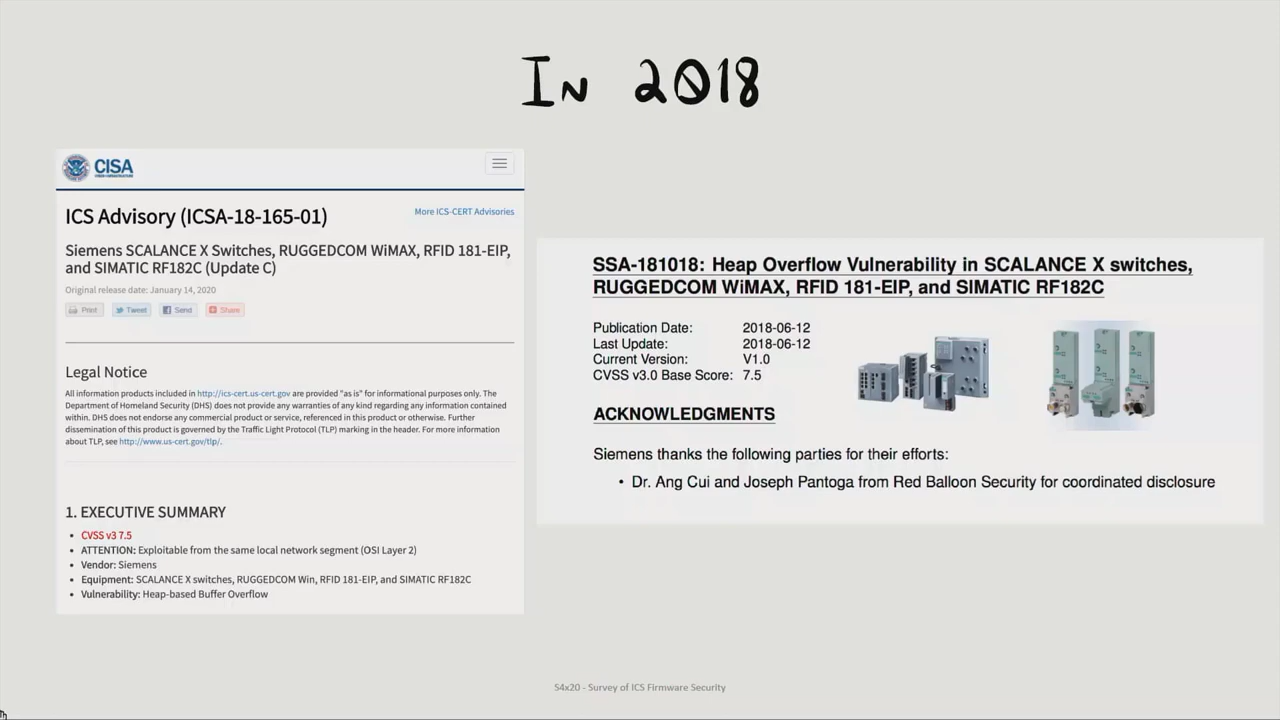 In 2018
CISA
ICS Advisory (ICSA-18-165-01)
More ICS-CERT Advisories
Siemens SCALANCE X Switches, RUGGEDCOM WiMAX, RFID 181-EIP,
and SIMATIC RF182C (Update C)
Original release date: January 14, 2020
Print Tweet Send Share
Legal Notice
All information products included in http://ics-cert.us-cert.gov are provided "as is" for informational purposes only. The
Department of Homeland Security (DHS) does not provide any warranties of any kind regarding any information contained
within. DHS does not endorse any commercial product or service, referenced in this product or otherwise. Further
dissemination of this product is governed by the Traffic Light Protocol (TLP) marking in the header. For more information
about TLP, see http://www.us-cert.gov/tlp/.
1. EXECUTIVE SUMMARY
• CVSS v3 7.5
• ATTENTION: Exploitable from the same local network segment (OSI Layer 2)
• Vendor: Siemens
• Equipment: SCALANCE X switches, RUGGEDCOM Win, RFID 181-EIP, and SIMATIC RF182C
• Vulnerability: Heap-based Buffer Overflow
SSA-181018: Heap Overflow Vulnerability in SCALANCE X switches,
RUGGEDCOM WiMAX, RFID 181-EIP, and SIMATIC RF182C
Publication Date: 2018-06-12
Last Update: 2018-06-12
Current Version: V1.0
CVSS v3.0 Base Score: 7.5
ACKNOWLEDGMENTS
Siemens thanks the following parties for their efforts:
• Dr. Ang Cui and Joseph Pantoga from Red Balloon Security for coordinated disclosure
S4x20 - Survey of ICS Firmware Security